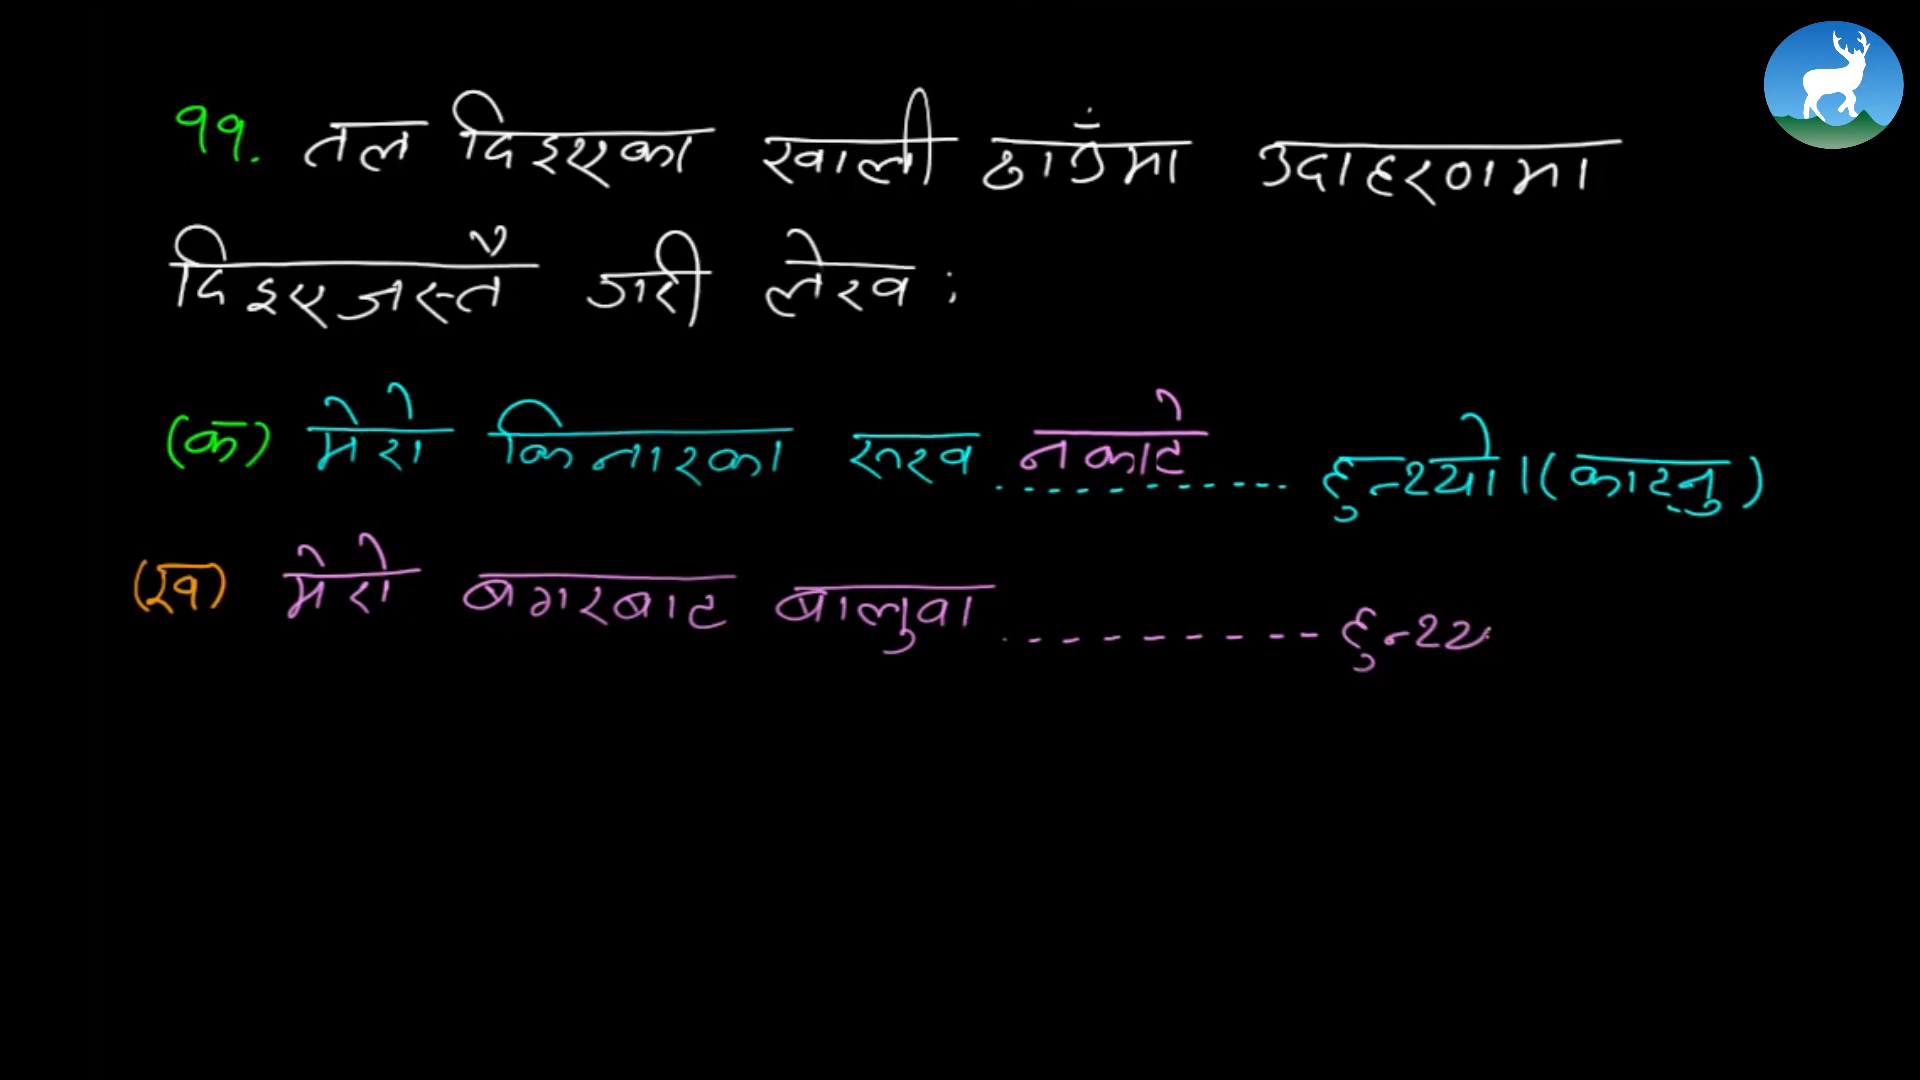 ११. तल दिइएका खाली ठाउँमा उदाहरणमा
दिइएजस्तै गरी लेख :
(क) मेरो किनारका रूख नकाटे.......... हुन्थ्यो।(काट्नु)
(ख) मेरो बगरबाट बालुवा .......... हुन्थ्य